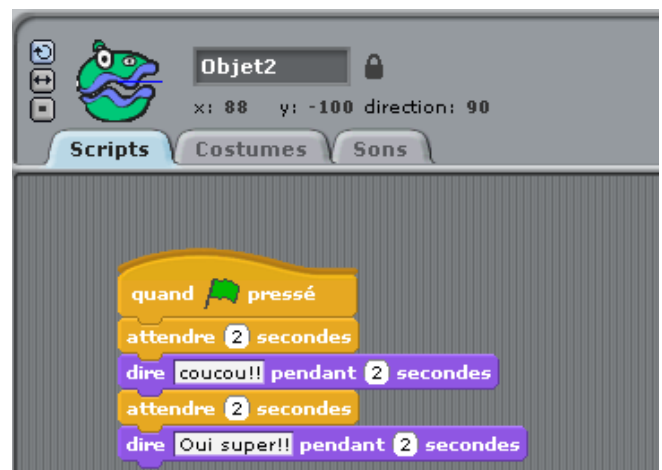 Objet2
x: 88 y: -100 direction: 90
Scripts Costumes Sons
quand pressé
attendre 2 secondes
dire coucou!! pendant 2 secondes
attendre 2 secondes
dire Oui super!! pendant 2 secondes